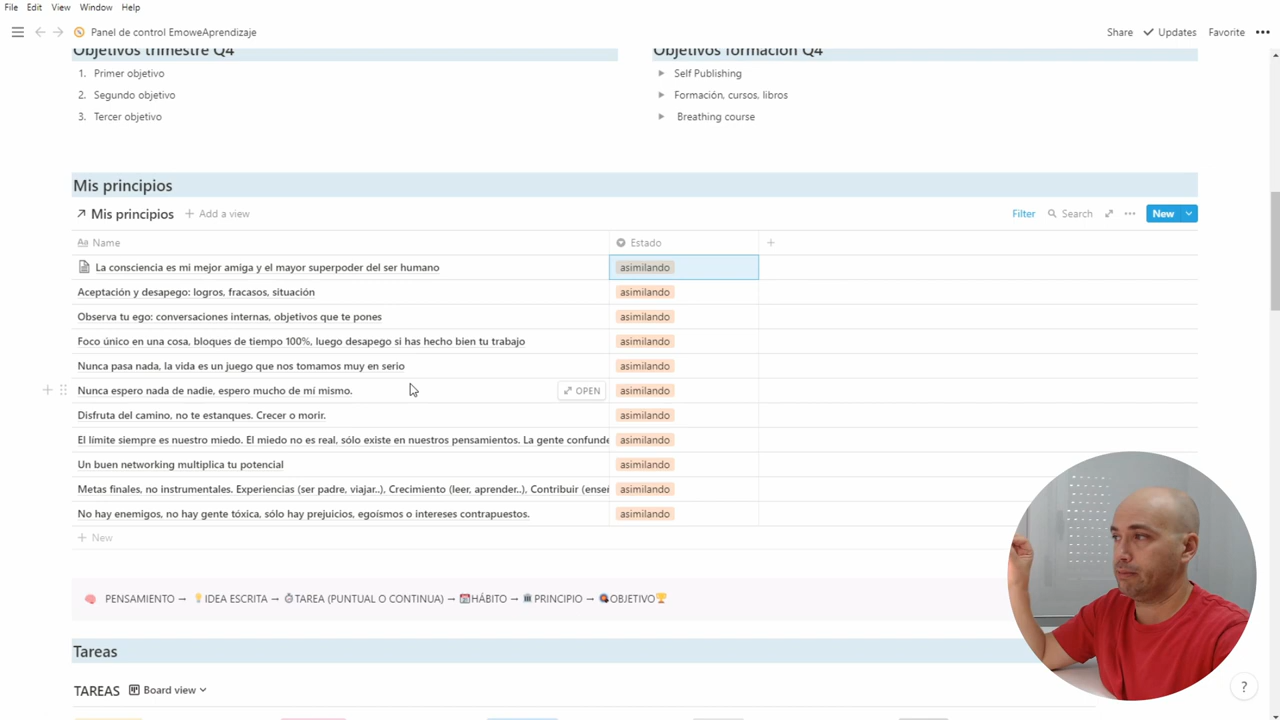 File Edit View Window Help
Panel de control EmoweAprendizaje Share Updates Favorite
Objetivos trimestre Q4
1. Primer objetivo
2. Segundo objetivo
3. Tercer objetivo
Objetivos formación Q4
Self Publishing
Formación, cursos, libros
Breathing course
Mis principios
Mis principios Add a view Filter Search New
Name Estado
La consciencia es mi mejor amiga y el mayor superpoder del ser humano asimilando
Aceptación y desapego: logros, fracasos, situación asimilando
Observa tu ego: conversaciones internas, objetivos que te pones asimilando
Foco único en una cosa, bloques de tiempo 100%, luego desapego si has hecho bien tu trabajo asimilando
Nunca pasa nada, la vida es un juego que nos tomamos muy en serio asimilando
Nunca espero nada de nadie, espero mucho de mí mismo. OPEN asimilando
Disfruta del camino, no te estanques. Crecer o morir. asimilando
El límite siempre es nuestro miedo. El miedo no es real, sólo existe en nuestros pensamientos. La gente confunde asimilando
Un buen networking multiplica tu potencial asimilando
Metas finales, no instrumentales. Experiencias (ser padre, viajar..), Crecimiento (leer, aprender..), Contribuir (enseñ asimilando
No hay enemigos, no hay gente tóxica, sólo hay prejuicios, egoísmos o intereses contrapuestos. asimilando
New
PENSAMIENTO → IDEA ESCRITA → TAREA (PUNTUAL O CONTINUA) → HÁBITO → PRINCIPIO → OBJETIVO
Tareas
TAREAS Board view
?